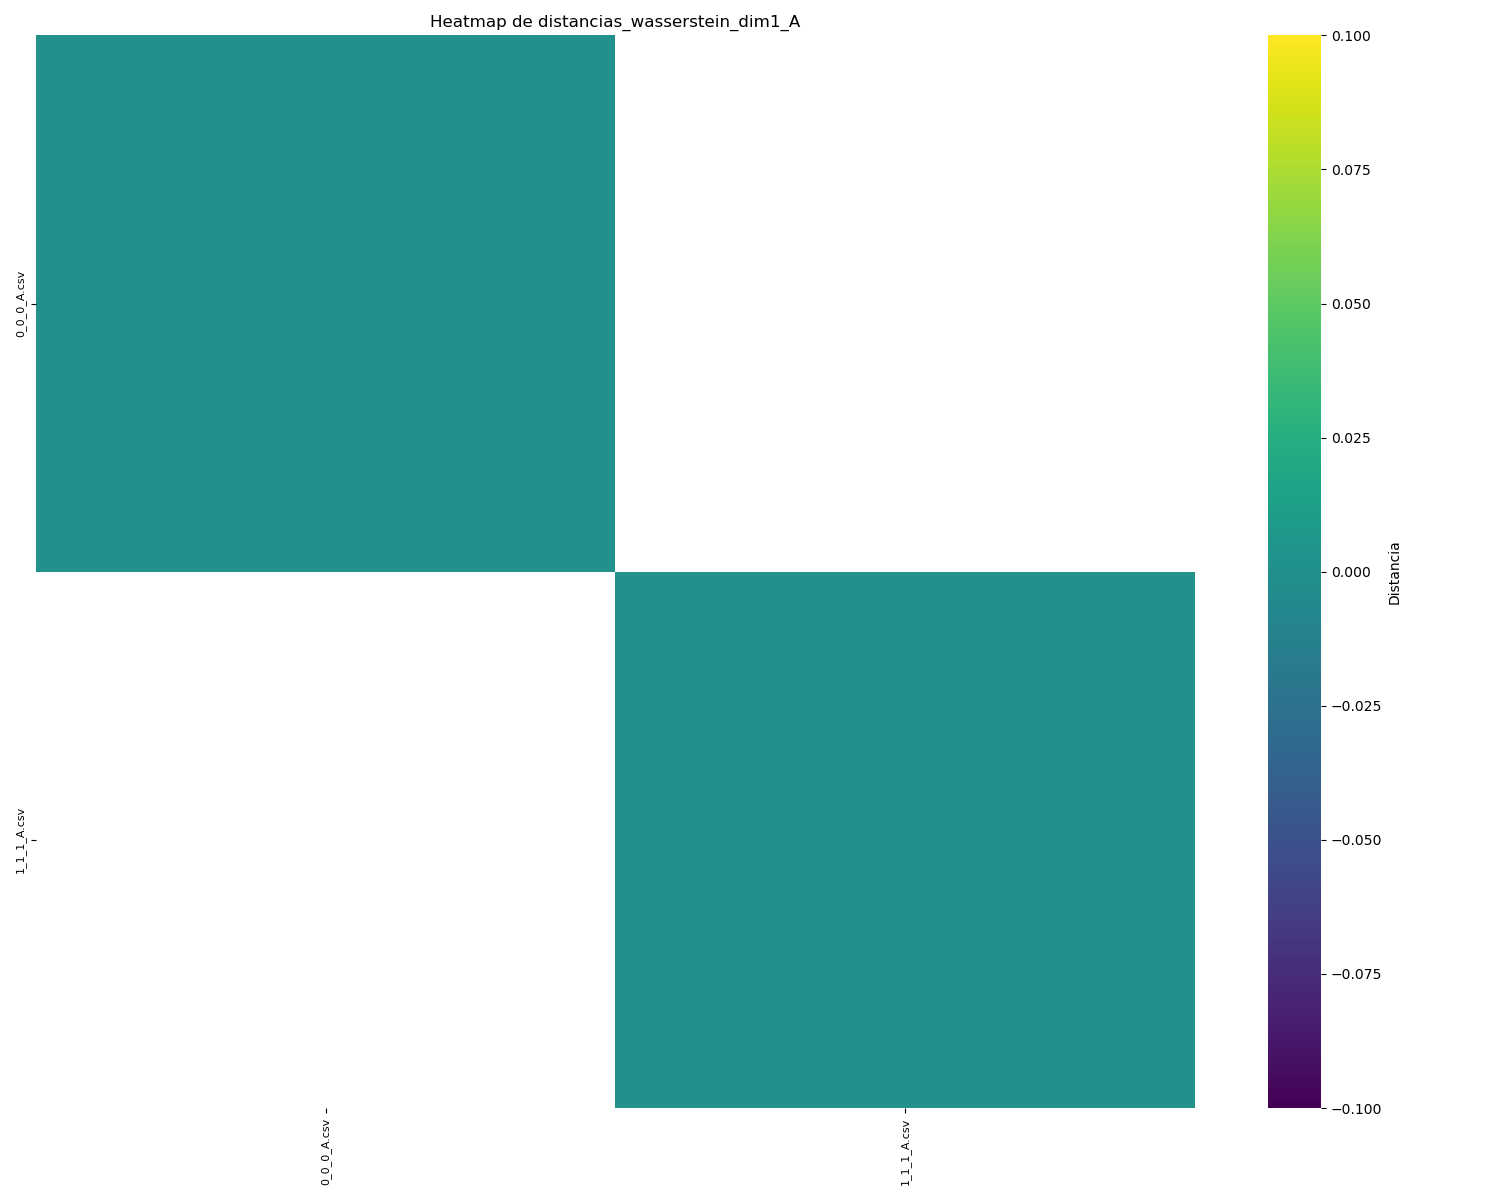 Heatmap de distancias_wasserstein_dim1_A
0_0_0_A.csv
1_1_1_A.csv
0_0_0_A.csv
1_1_1_A.csv
0.100
0.075
0.050
0.025
0.000
−0.025
−0.050
−0.075
−0.100
Distancia